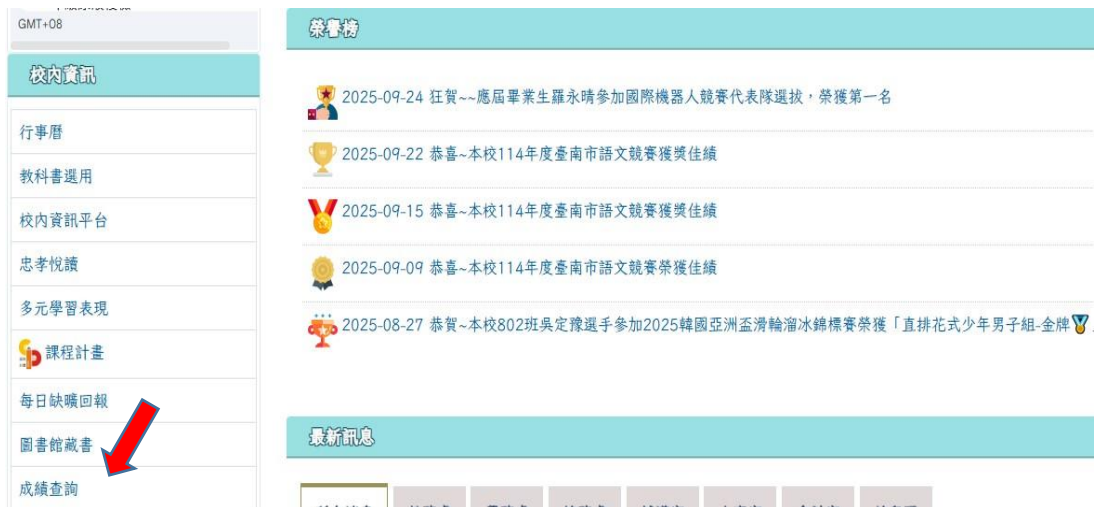 GMT+08
校內資訊
行事曆
教科書選用
校內資訊平台
忠孝悅讀
多元學習表現
課程計畫
每日缺曠回報
圖書館藏書
成績查詢
榮譽榜
2025-09-24 狂賀~~應屆畢業生羅永晴參加國際機器人競賽代表隊選拔，榮獲第一名
2025-09-22 恭喜~本校114年度臺南市語文競賽獲獎佳績
2025-09-15 恭喜~本校114年度臺南市語文競賽獲獎佳績
2025-09-09 恭喜~本校114年度臺南市語文競賽榮獲佳績
2025-08-27 恭賀~本校802班吳定豫選手參加2025韓國亞洲盃滑輪溜冰錦標賽榮獲「直排花式少年男子組-金牌🏅
最新訊息